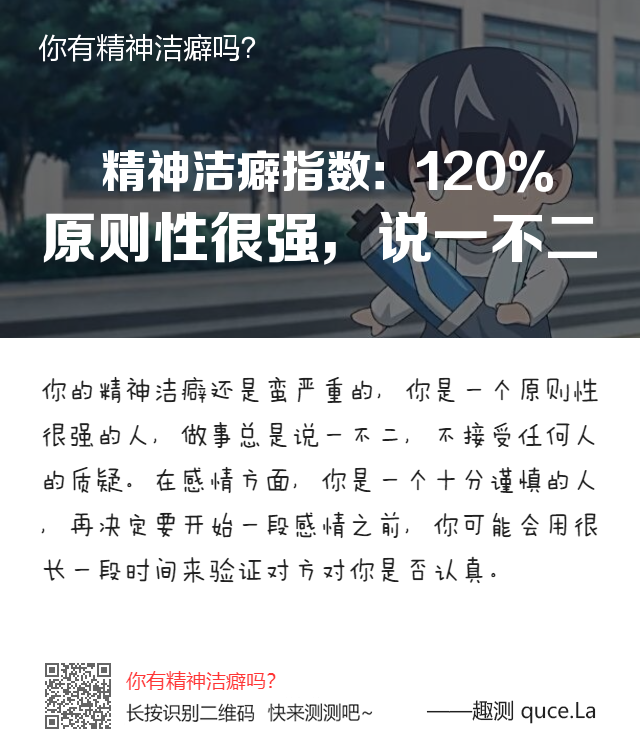 你有精神洁癖吗?
精神洁癖指数: 120%
原则性很强，说一不二
你的精神洁癖还是蛮严重的，你是一个原则性
很强的人，做事总是说一不二，不接受任何人
的质疑。在感情方面，你是一个十分谨慎的人
，再决定要开始一段感情之前，你可能会用很
长一段时间来验证对方对你是否认真。
你有精神洁癖吗?
长按识别二维码 快来测测吧~
——趣测 quce.La